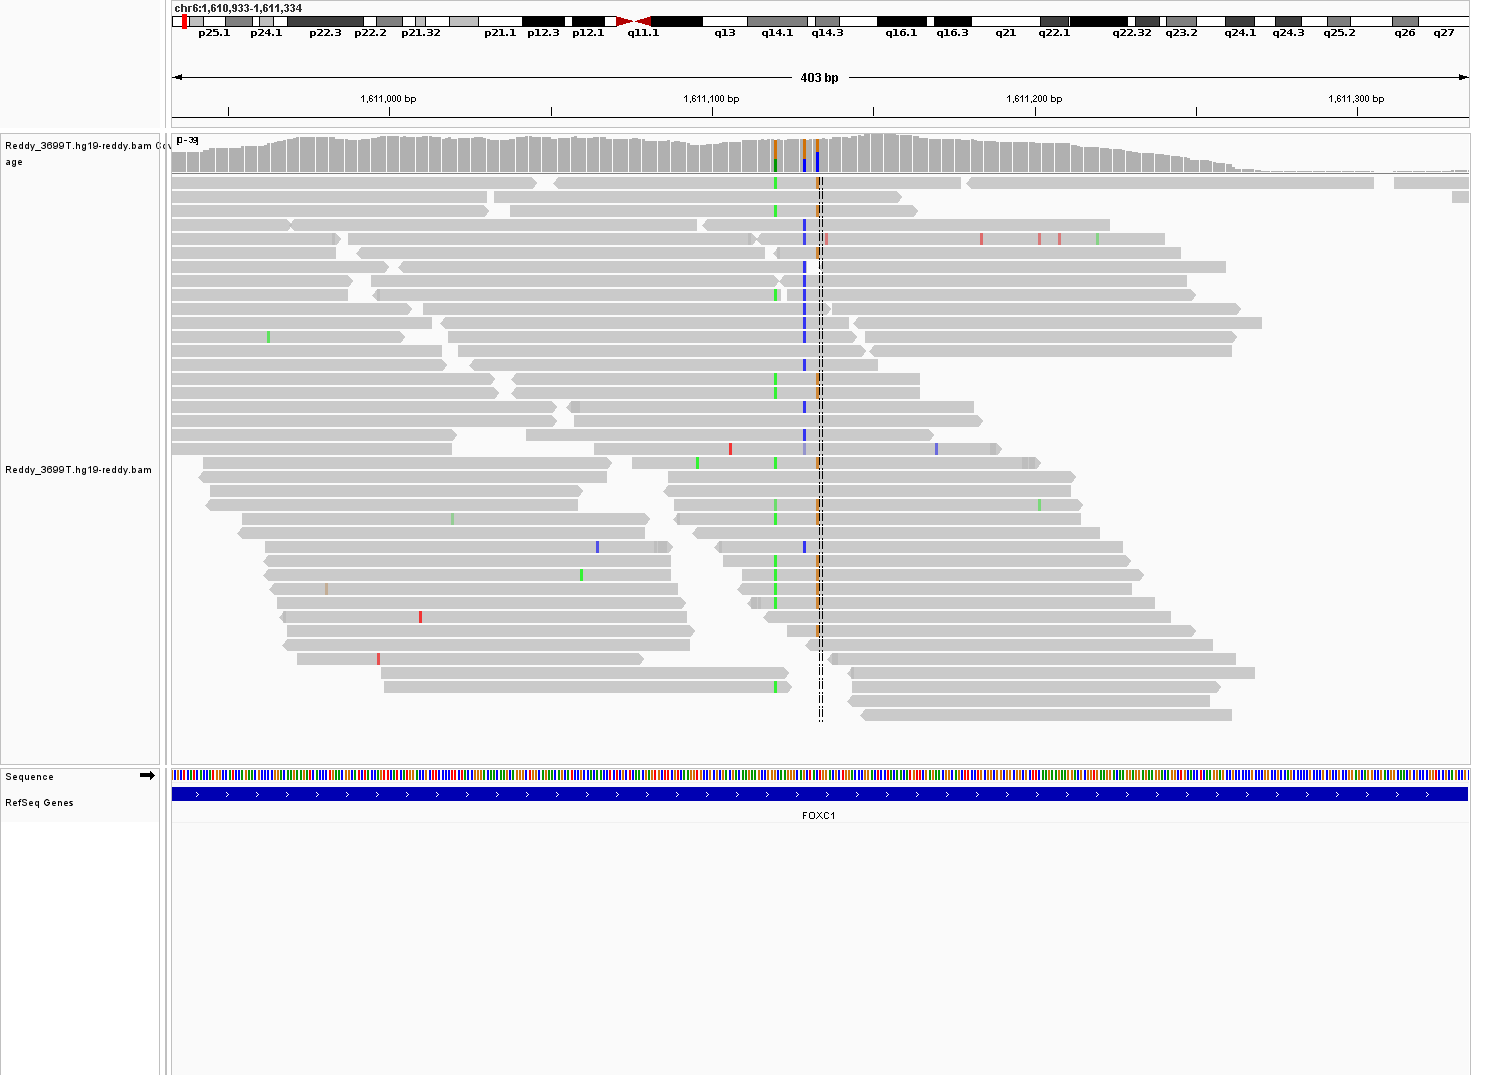 chr6:1,610,933-1,611,334
p25.1 p24.1 p22.3 p22.2 p21.32 p21.1 p12.3 p12.1 q11.1 q13 q14.1 q14.3 q16.1 q16.3 q21 q22.1 q22.32 q23.2 q24.1 q24.3 q25.2 q26 q27
403 bp
1,611,000 bp 1,611,100 bp 1,611,200 bp 1,611,300 bp
[0-39]
Reddy_3699T.hg19-reddy.bam Cov
age
Reddy_3699T.hg19-reddy.bam
Sequence
RefSeq Genes
FOXC1